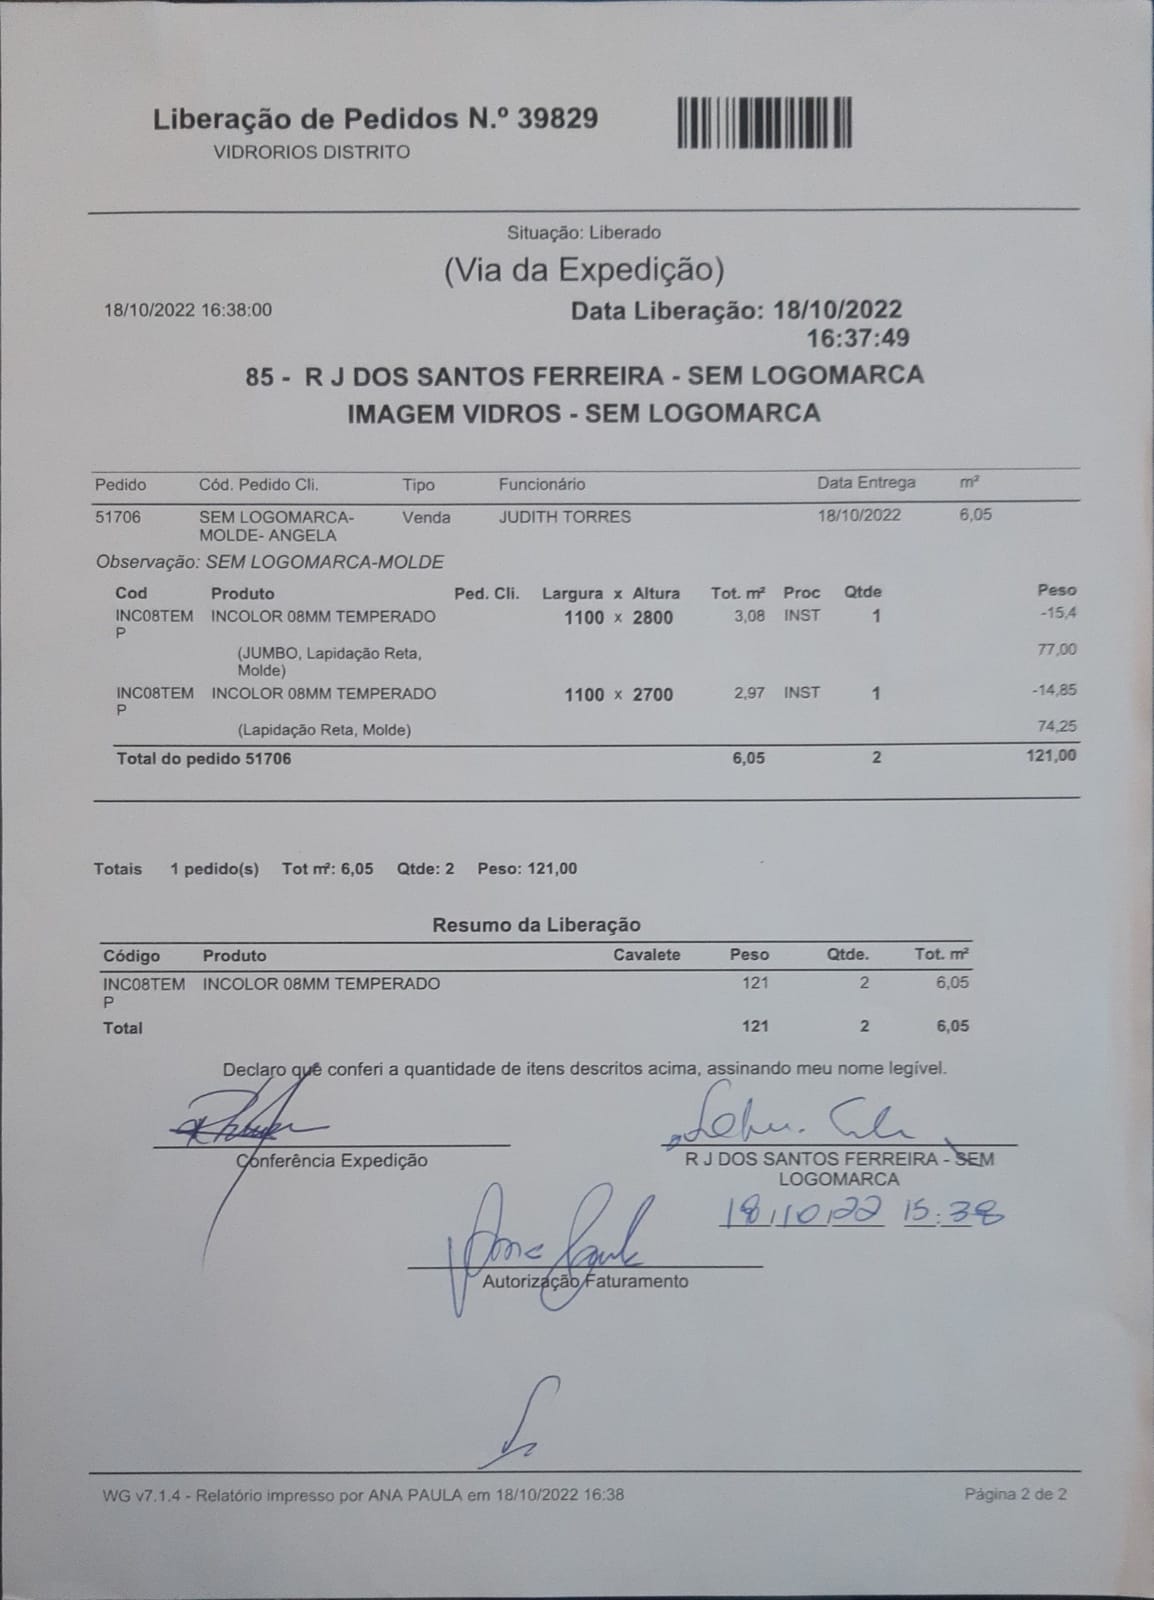 Liberação de Pedidos N.º 39829
VIDRORIOS DISTRITO
Situação: Liberado
(Via da Expedição)
18/10/2022 16:38:00 Data Liberação: 18/10/2022
16:37:49
85 - R J DOS SANTOS FERREIRA - SEM LOGOMARCA
IMAGEM VIDROS - SEM LOGOMARCA
Pedido Cód. Pedido Cli. Tipo Funcionário Data Entrega m²
51706 SEM LOGOMARCA- Venda JUDITH TORRES 18/10/2022 6,05
MOLDE- ANGELA
Observação: SEM LOGOMARCA-MOLDE
Cod Produto Ped. Cli. Largura x Altura Tot. m² Proc Qtde Peso
INC08TEM INCOLOR 08MM TEMPERADO 1100 x 2800 3,08 INST 1 -15,4
P
(JUMBO, Lapidação Reta, 77,00
Molde)
INC08TEM INCOLOR 08MM TEMPERADO 1100 x 2700 2,97 INST 1 -14,85
P
(Lapidação Reta, Molde) 74,25
Total do pedido 51706 6,05 2 121,00
Totais 1 pedido(s) Tot m²: 6,05 Qtde: 2 Peso: 121,00
Resumo da Liberação
Código Produto Cavalete Peso Qtde. Tot. m²
INC08TEM INCOLOR 08MM TEMPERADO 121 2 6,05
P
Total 121 2 6,05
Declaro que conferi a quantidade de itens descritos acima, assinando meu nome legível.
Conferência Expedição
R J DOS SANTOS FERREIRA - SEM
LOGOMARCA
18/10/22 15:38
Ana Paula
Autorização Faturamento
WG v7.1.4 - Relatório impresso por ANA PAULA em 18/10/2022 16:38 Página 2 de 2